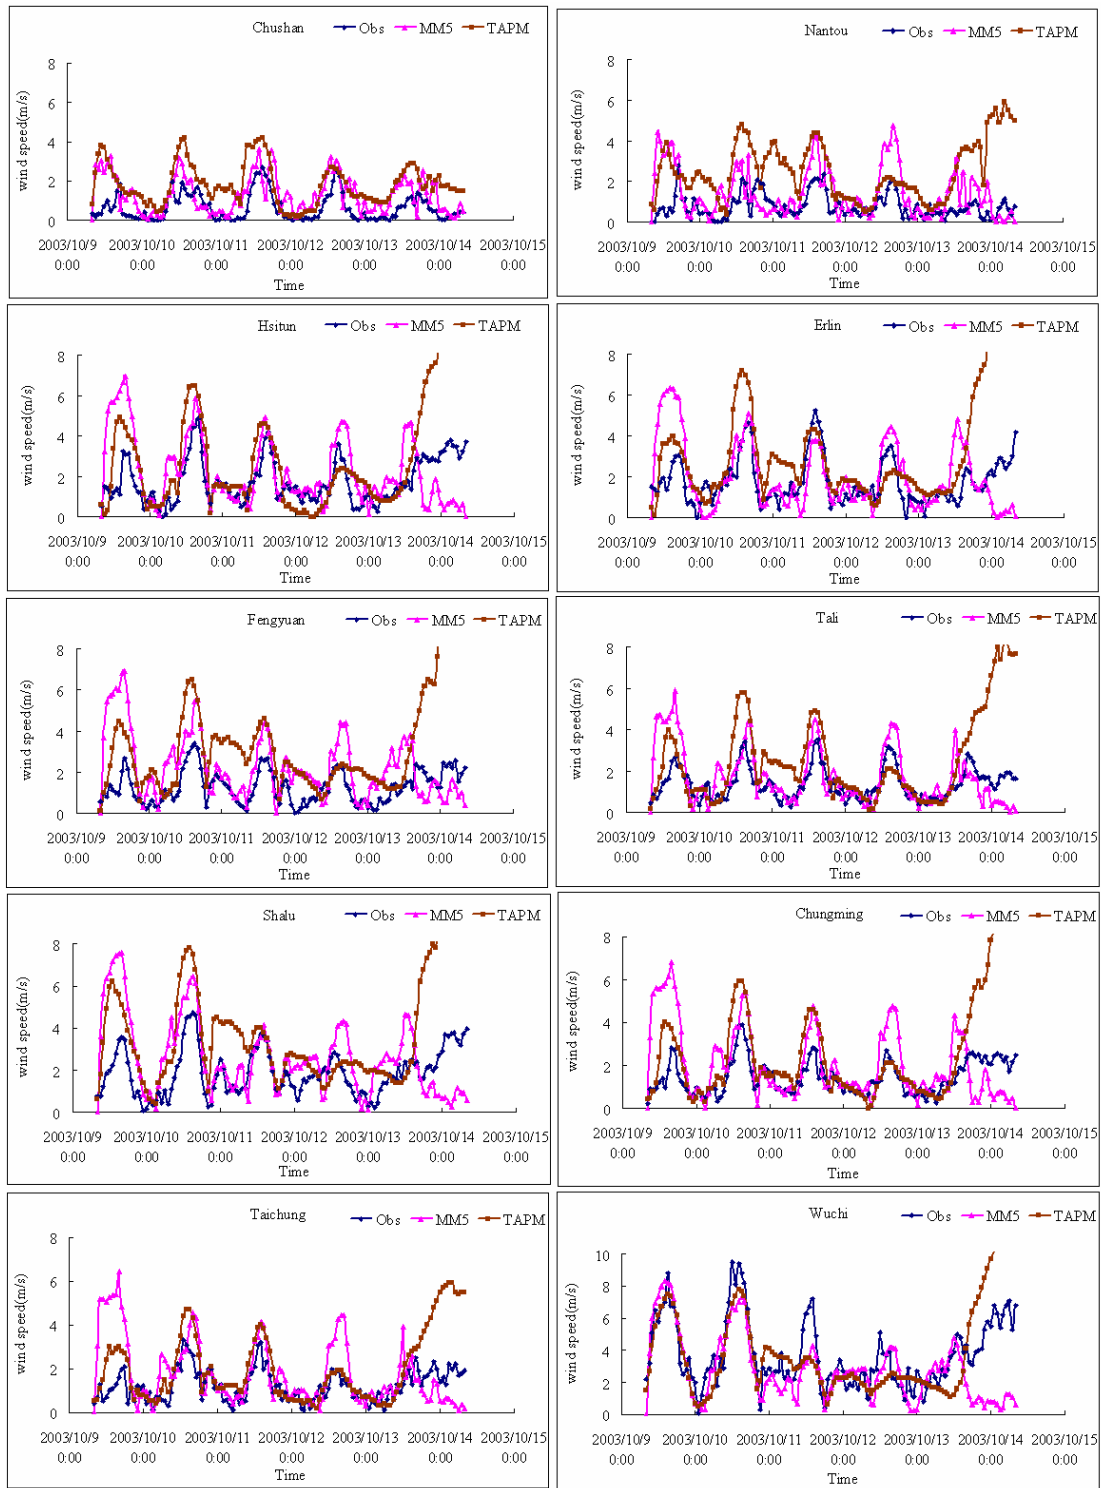 Chushan Obs MM5 TAPM
8
6
4
2
0
wind speed(m/s)
2003/10/9 2003/10/10 2003/10/11 2003/10/12 2003/10/13 2003/10/14 2003/10/15
0:00 0:00 0:00 0:00 0:00 0:00 0:00
Time
Nantou Obs MM5 TAPM
8
6
4
2
0
wind speed(m/s)
2003/10/9 2003/10/10 2003/10/11 2003/10/12 2003/10/13 2003/10/14 2003/10/15
0:00 0:00 0:00 0:00 0:00 0:00 0:00
Time
Hsitun Obs MM5 TAPM
8
6
4
2
0
wind speed(m/s)
2003/10/9 2003/10/10 2003/10/11 2003/10/12 2003/10/13 2003/10/14 2003/10/15
0:00 0:00 0:00 0:00 0:00 0:00 0:00
Time
Erlin Obs MM5 TAPM
8
6
4
2
0
wind speed(m/s)
2003/10/9 2003/10/10 2003/10/11 2003/10/12 2003/10/13 2003/10/14 2003/10/15
0:00 0:00 0:00 0:00 0:00 0:00 0:00
Time
Fengyuan Obs MM5 TAPM
8
6
4
2
0
wind speed(m/s)
2003/10/9 2003/10/10 2003/10/11 2003/10/12 2003/10/13 2003/10/14 2003/10/15
0:00 0:00 0:00 0:00 0:00 0:00 0:00
Time
Tali Obs MM5 TAPM
8
6
4
2
0
wind speed(m/s)
2003/10/9 2003/10/10 2003/10/11 2003/10/12 2003/10/13 2003/10/14 2003/10/15
0:00 0:00 0:00 0:00 0:00 0:00 0:00
Time
Shalu Obs MM5 TAPM
8
6
4
2
0
wind speed(m/s)
2003/10/9 2003/10/10 2003/10/11 2003/10/12 2003/10/13 2003/10/14 2003/10/15
0:00 0:00 0:00 0:00 0:00 0:00 0:00
Time
Chungming Obs MM5 TAPM
8
6
4
2
0
wind speed(m/s)
2003/10/9 2003/10/10 2003/10/11 2003/10/12 2003/10/13 2003/10/14 2003/10/15
0:00 0:00 0:00 0:00 0:00 0:00 0:00
Time
Taichung Obs MM5 TAPM
8
6
4
2
0
wind speed(m/s)
2003/10/9 2003/10/10 2003/10/11 2003/10/12 2003/10/13 2003/10/14 2003/10/15
0:00 0:00 0:00 0:00 0:00 0:00 0:00
Time
Wuchi Obs MM5 TAPM
10
8
6
4
2
0
wind speed(m/s)
2003/10/9 2003/10/10 2003/10/11 2003/10/12 2003/10/13 2003/10/14 2003/10/15
0:00 0:00 0:00 0:00 0:00 0:00 0:00
Time